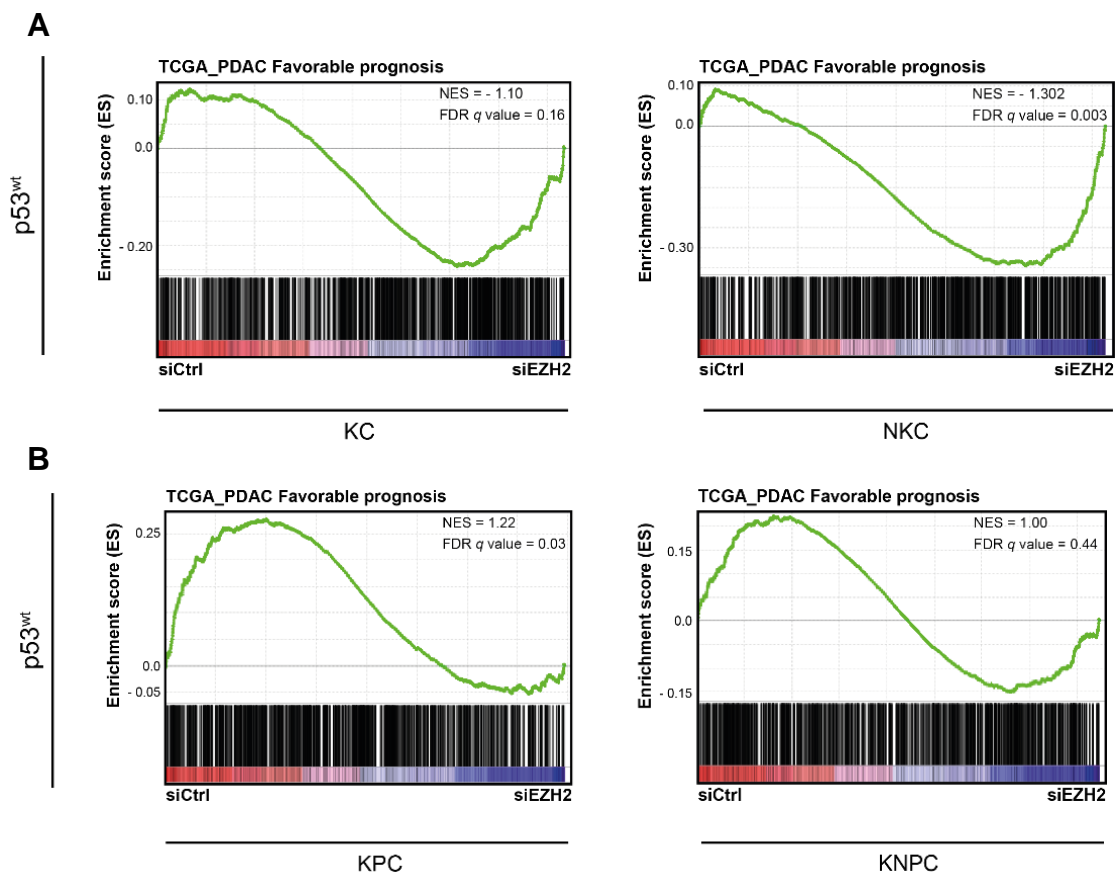 A
p53wt
TCGA_PDAC Favorable prognosis
NES = - 1.10
FDR q value = 0.16
Enrichment score (ES)
0.10
0.0
- 0.20
siCtrl siEZH2
KC
TCGA_PDAC Favorable prognosis
NES = - 1.302
FDR q value = 0.003
Enrichment score (ES)
0.10
0.0
- 0.30
siCtrl siEZH2
NKC
B
p53wt
TCGA_PDAC Favorable prognosis
NES = 1.22
FDR q value = 0.03
Enrichment score (ES)
0.25
0.0
- 0.05
siCtrl siEZH2
KPC
TCGA_PDAC Favorable prognosis
NES = 1.00
FDR q value = 0.44
Enrichment score (ES)
0.15
0.0
- 0.15
siCtrl siEZH2
KNPC